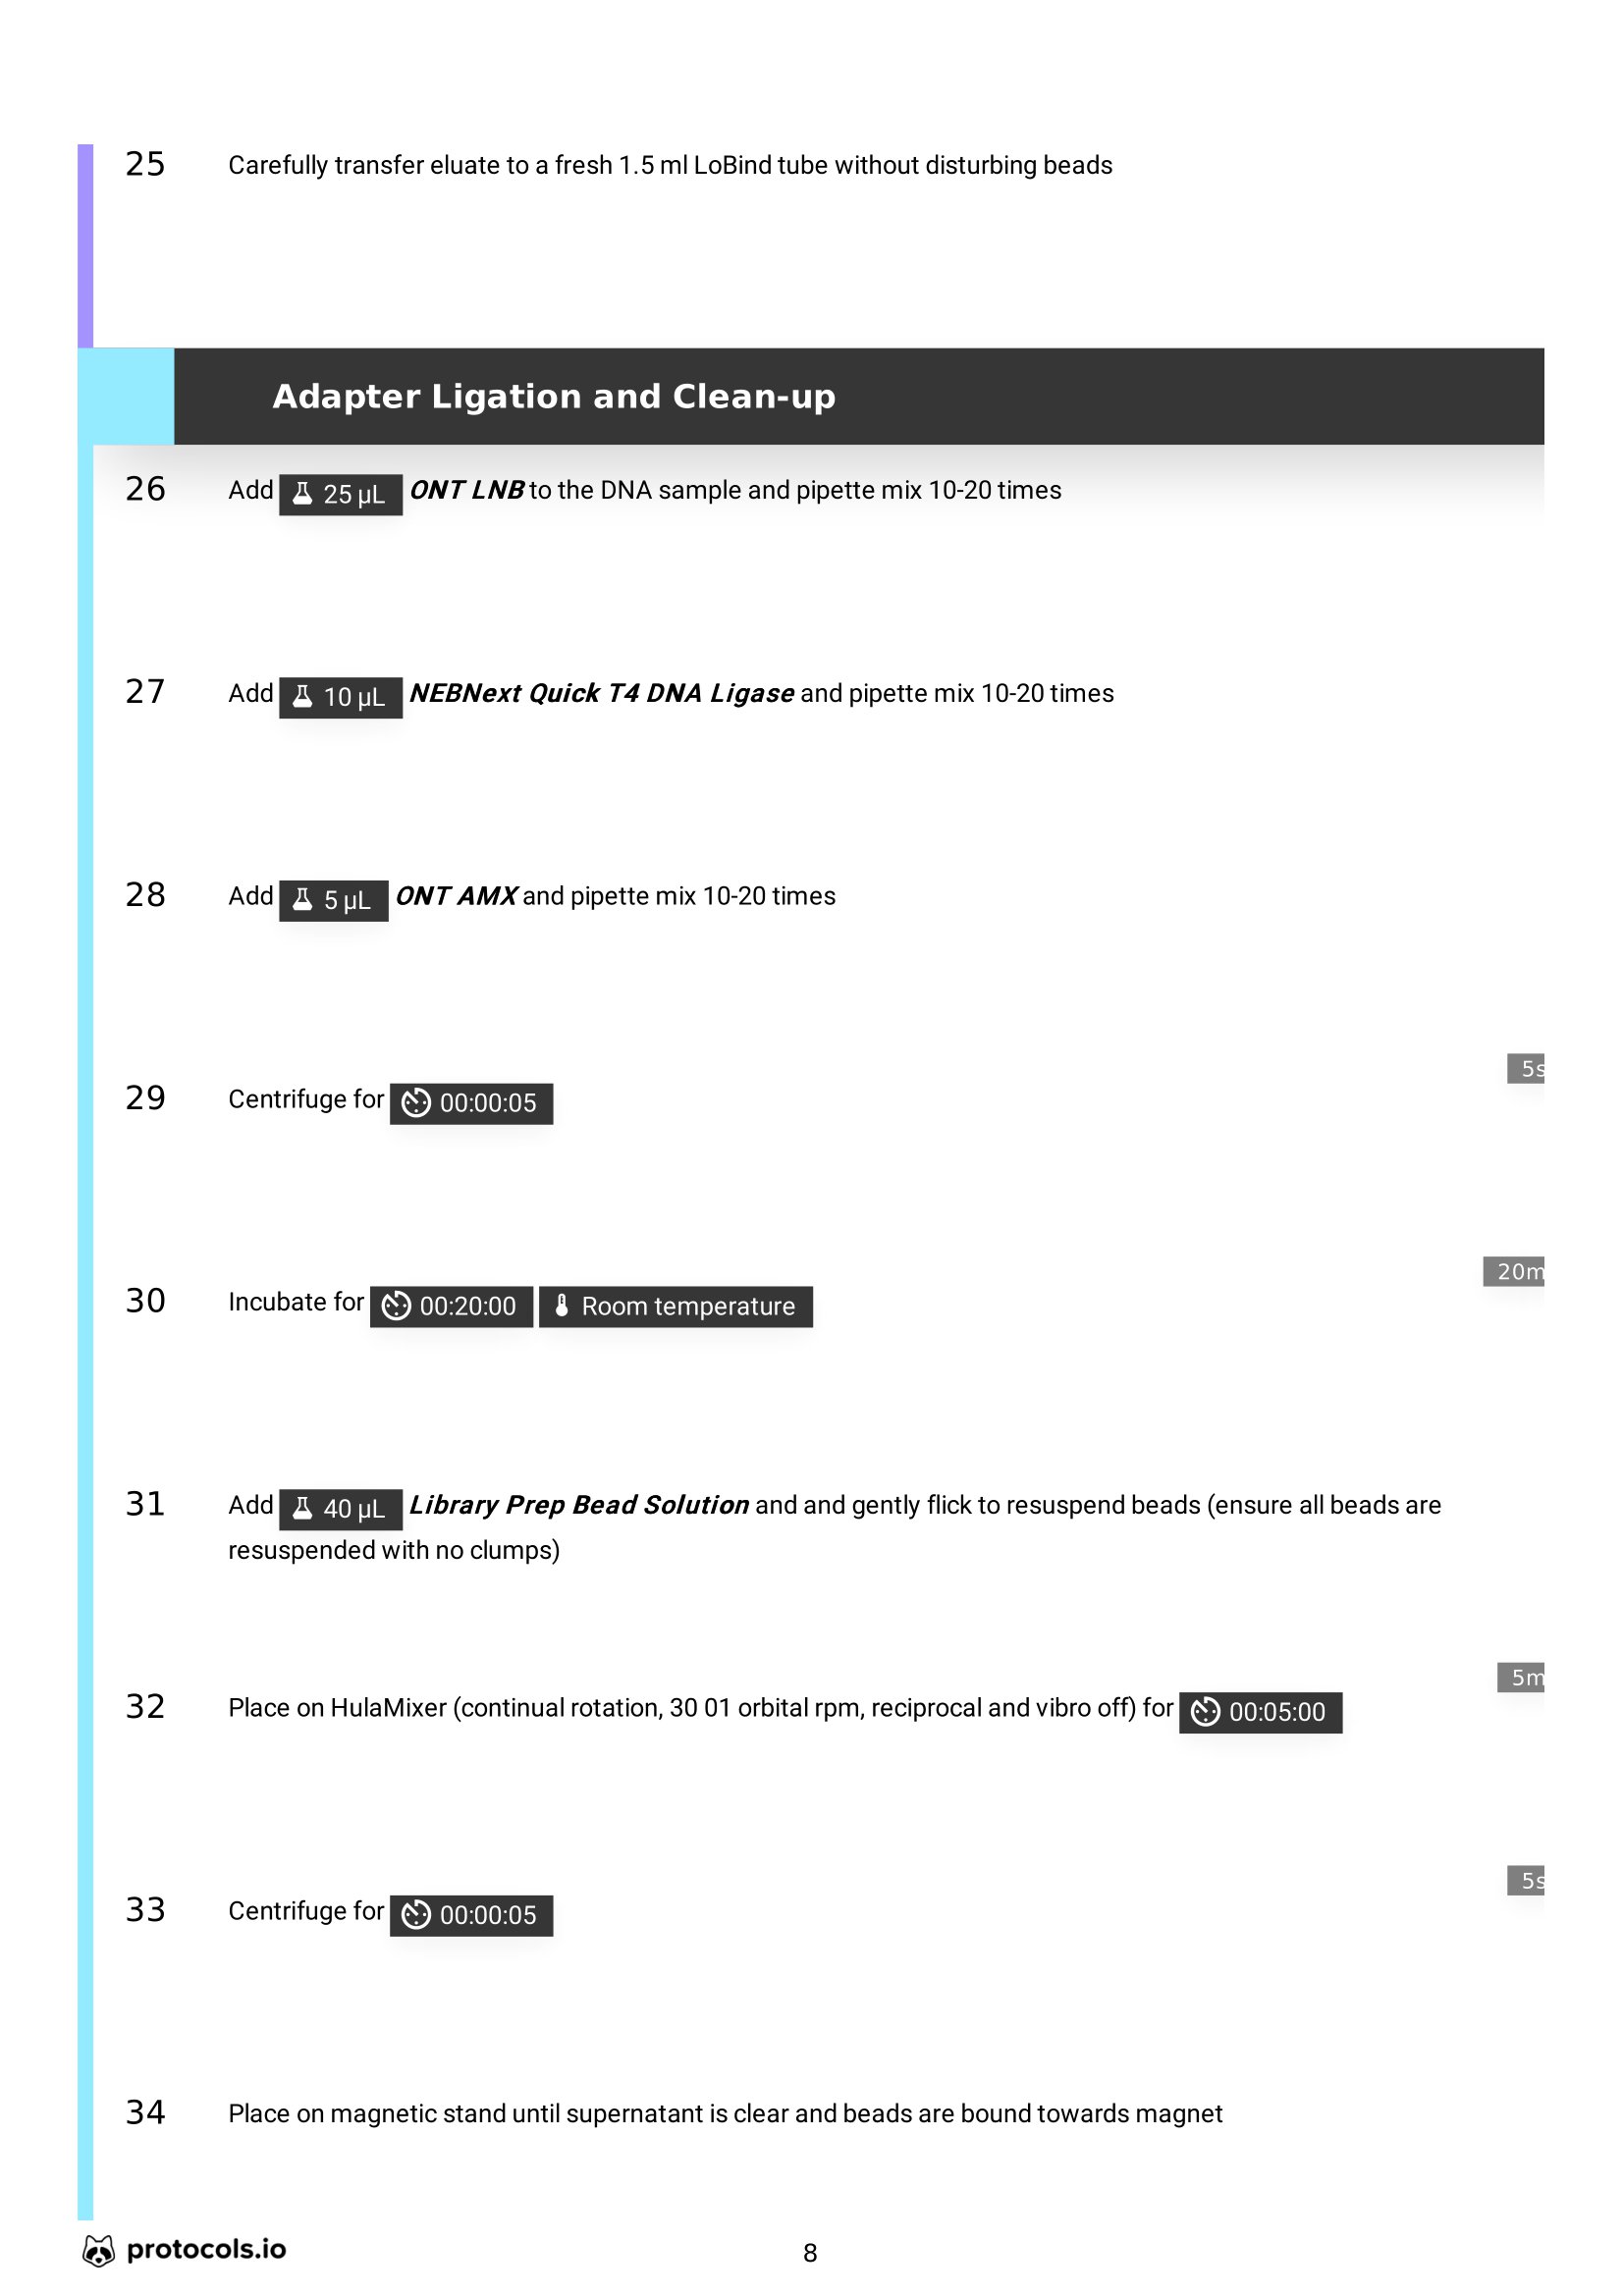 25 Carefully transfer eluate to a fresh 1.5 ml LoBind tube without disturbing beads
Adapter Ligation and Clean-up
26 Add 25 µL ONT LNB to the DNA sample and pipette mix 10-20 times
27 Add 10 µL NEBNext Quick T4 DNA Ligase and pipette mix 10-20 times
28 Add 5 µL ONT AMX and pipette mix 10-20 times
5s
29 Centrifuge for 00:00:05
20m
30 Incubate for 00:20:00 Room temperature
31 Add 40 µL Library Prep Bead Solution and and gently flick to resuspend beads (ensure all beads are
resuspended with no clumps)
5m
32 Place on HulaMixer (continual rotation, 30 01 orbital rpm, reciprocal and vibro off) for 00:05:00
5s
33 Centrifuge for 00:00:05
34 Place on magnetic stand until supernatant is clear and beads are bound towards magnet
protocols.io
8